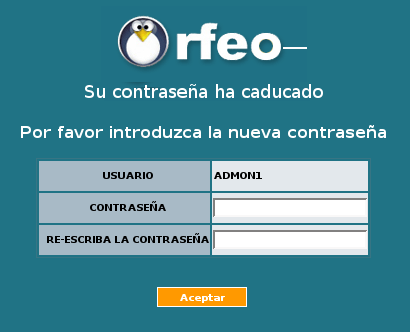 Orfeo
Su contraseña ha caducado
Por favor introduzca la nueva contraseña
USUARIO ADMON1
CONTRASEÑA
RE-ESCRIBA LA CONTRASEÑA
Aceptar